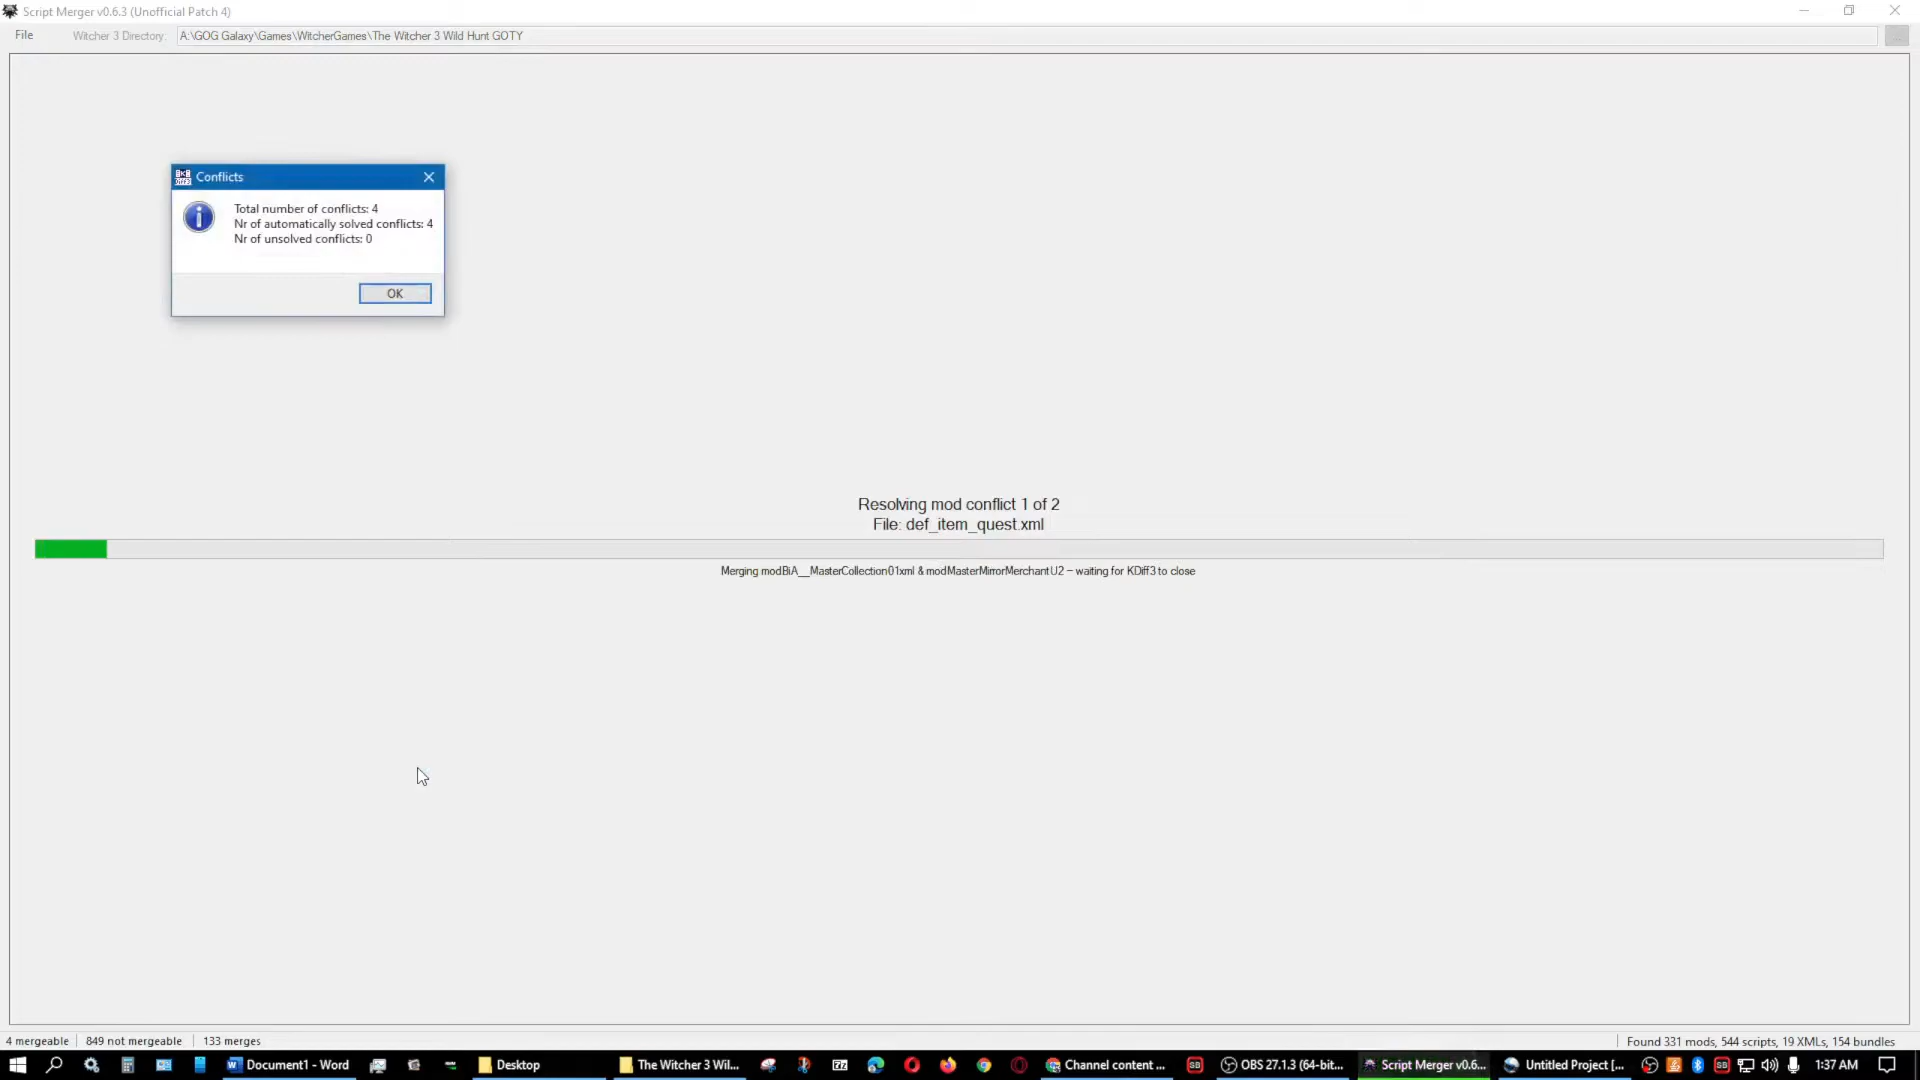 Script Merger v0.6.3 (Unofficial Patch 4)
File
Witcher 3 Directory:
A:\GOG Galaxy\Games\WitcherGames\The Witcher 3 Wild Hunt GOTY
...
Conflicts
Total number of conflicts: 4
Nr of automatically solved conflicts: 4
Nr of unsolved conflicts: 0
OK
Resolving mod conflict 1 of 2
File: def_item_quest.xml
Merging modBiA__MasterCollection01xml & modMasterMirrorMerchantU2 – waiting for KDiff3 to close
4 mergeable
849 not mergeable
133 merges
Found 331 mods, 544 scripts, 19 XMLs, 154 bundles
Document1 - Word
Desktop
The Witcher 3 Wil...
7z
Channel content ...
SB
OBS 27.1.3 (64-bit...
Script Merger v0.6...
Untitled Project [...
SB
1:37 AM